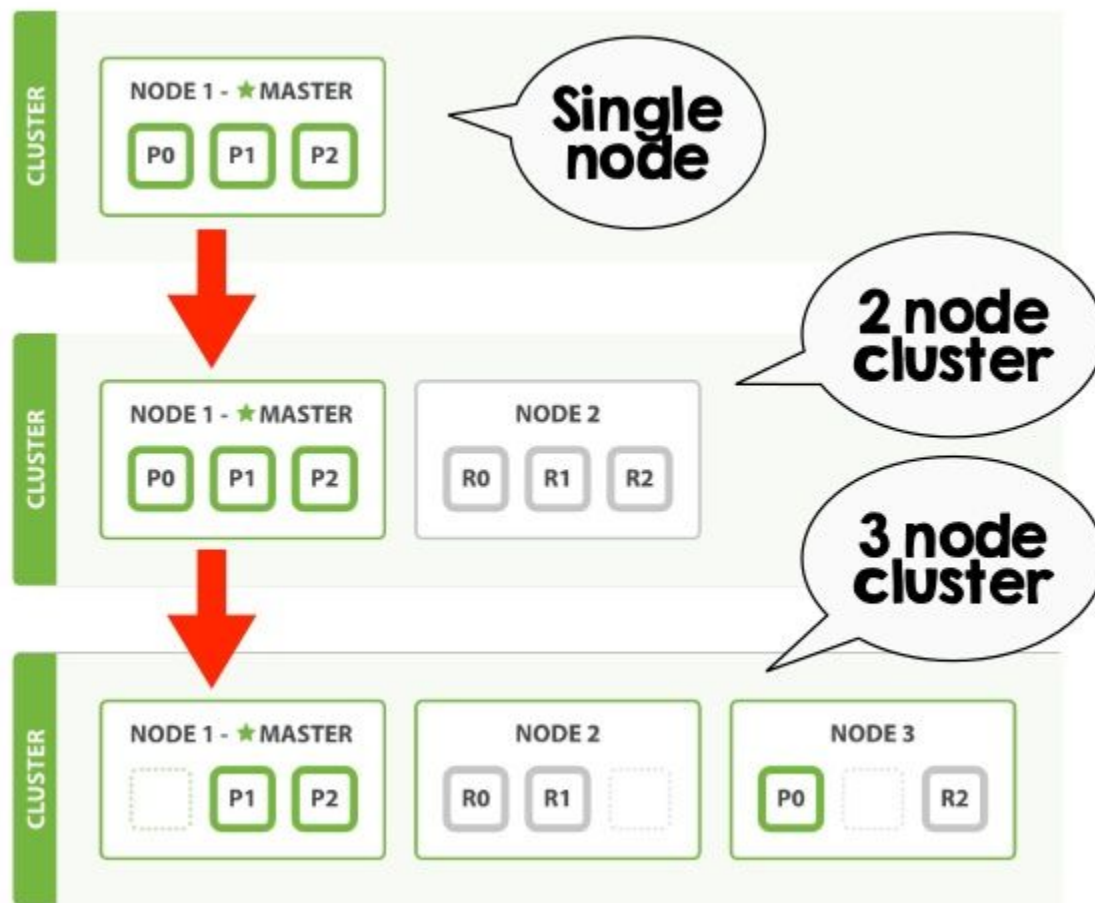 CLUSTER
NODE 1 - ★ MASTER
P0 P1 P2
Single
node
CLUSTER
NODE 1 - ★ MASTER
P0 P1 P2
NODE 2
R0 R1 R2
2 node
cluster
CLUSTER
NODE 1 - ★ MASTER
P1 P2
NODE 2
R0 R1
NODE 3
P0 R2
3 node
cluster